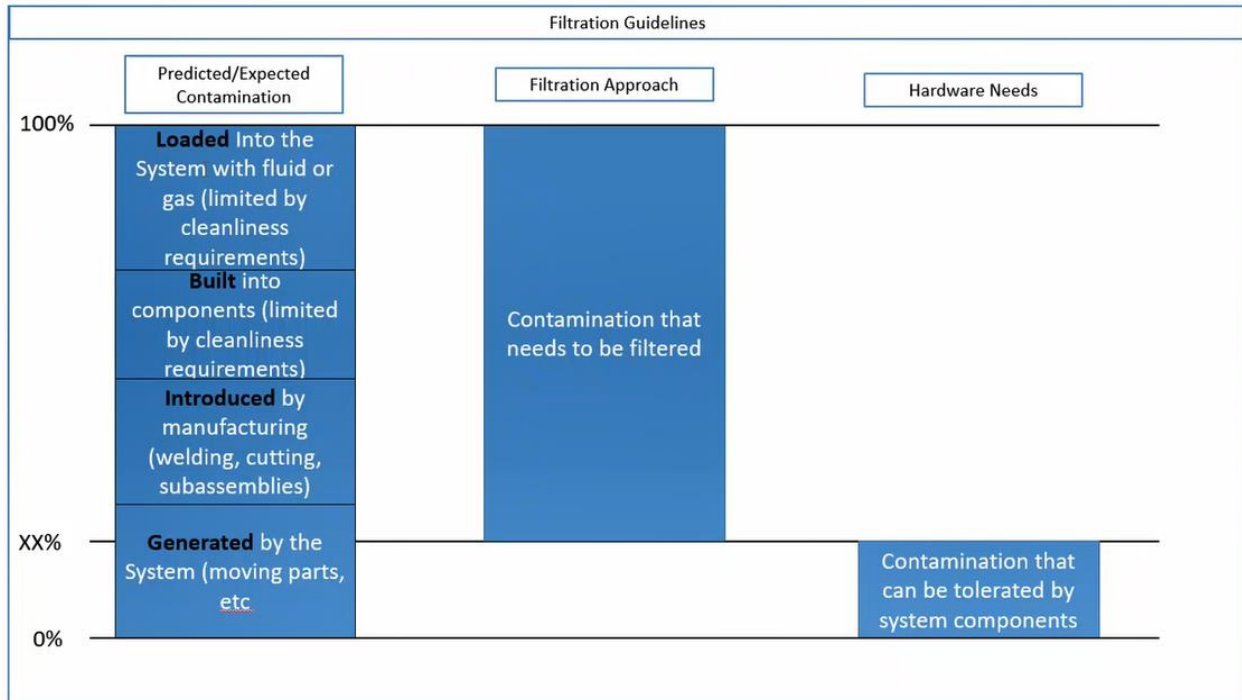 Filtration Guidelines
Predicted/Expected
Contamination
Filtration Approach
Hardware Needs
100%
Loaded Into the
System with fluid or
gas (limited by
cleanliness
requirements)
Built into
components (limited
by cleanliness
requirements)
Introduced by
manufacturing
(welding, cutting,
subassemblies)
XX%
Generated by the
System (moving parts,
etc
0%
Contamination that
needs to be filtered
Contamination that
can be tolerated by
system components